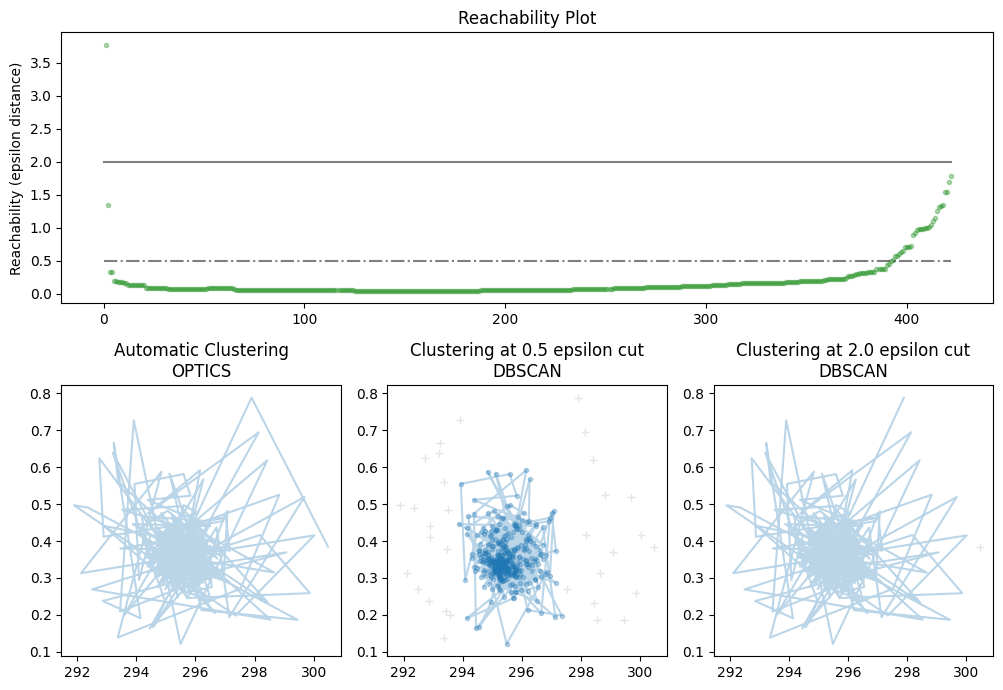 Reachability Plot
Reachability (epsilon distance)
3.5
3.0
2.5
2.0
1.5
1.0
0.5
0.0
0 100 200 300 400
Automatic Clustering
OPTICS
Clustering at 0.5 epsilon cut
DBSCAN
Clustering at 2.0 epsilon cut
DBSCAN
0.8
0.7
0.6
0.5
0.4
0.3
0.2
0.1
292 294 296 298 300
0.8
0.7
0.6
0.5
0.4
0.3
0.2
0.1
292 294 296 298 300
0.8
0.7
0.6
0.5
0.4
0.3
0.2
0.1
292 294 296 298 300